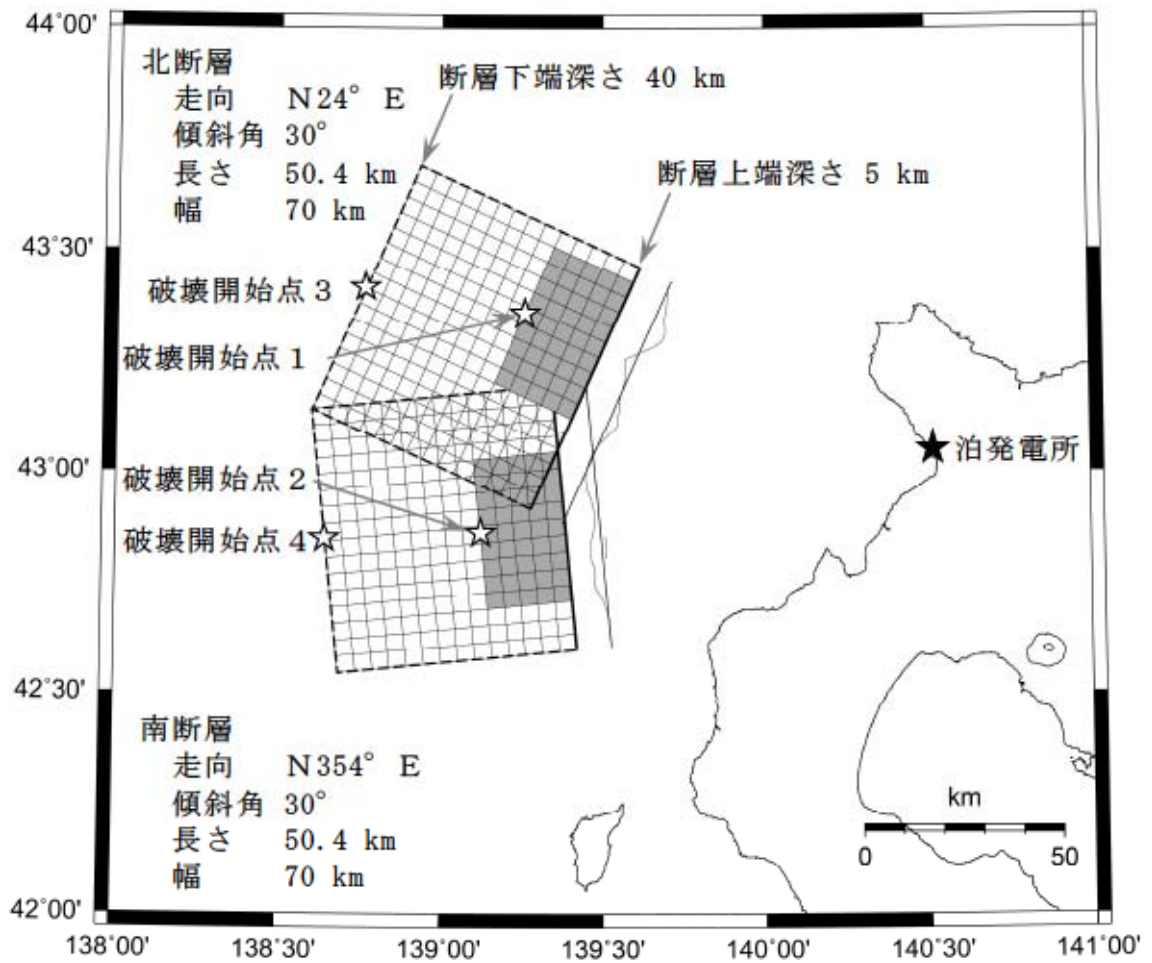 44°00'
43°30'
43°00'
42°30'
42°00'
北断層
走向 N24° E
傾斜角 30°
長さ 50.4 km
幅 70 km
断層下端深さ 40 km
断層上端深さ 5 km
破壊開始点3
破壊開始点1
破壊開始点2
破壊開始点4
泊発電所
南断層
走向 N354° E
傾斜角 30°
長さ 50.4 km
幅 70 km
km
0 50
138°00' 138°30' 139°00' 139°30' 140°00' 140°30' 141°00'